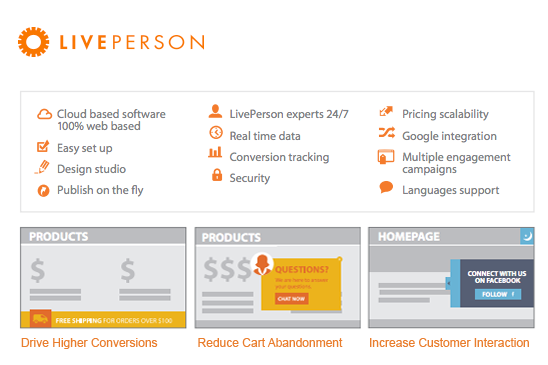 LIVEPERSON
Cloud based software
100% web based
Easy set up
Design studio
Publish on the fly
LivePerson experts 24/7
Real time data
Conversion tracking
Security
Pricing scalability
Google integration
Multiple engagement
campaigns
Languages support
PRODUCTS
$ $
FREE SHIPPING FOR ORDERS OVER $100
Drive Higher Conversions
PRODUCTS
$$$
QUESTIONS?
We are here to answer
your questions.
CHAT NOW
Reduce Cart Abandonment
HOMEPAGE
CONNECT WITH US
ON FACEBOOK
FOLLOW f
Increase Customer Interaction